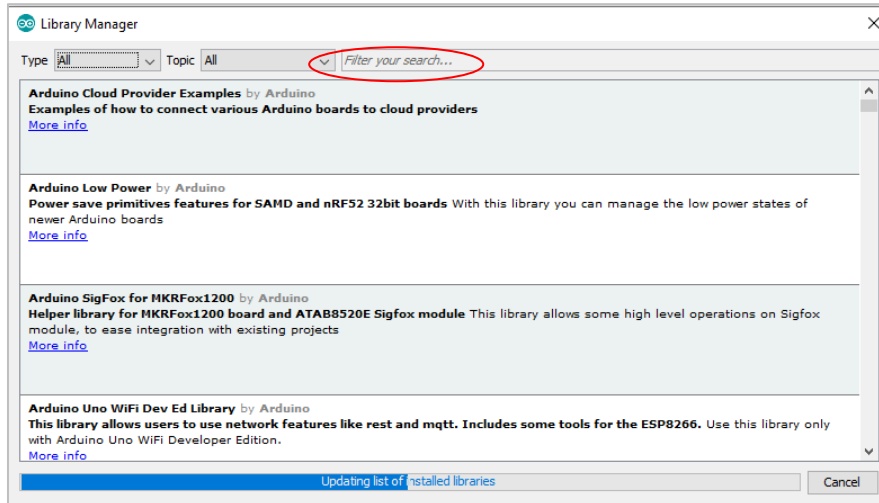 Library Manager
Type All Topic All Filter your search...
Arduino Cloud Provider Examples by Arduino
Examples of how to connect various Arduino boards to cloud providers
More info
Arduino Low Power by Arduino
Power save primitives features for SAMD and nRF52 32bit boards With this library you can manage the low power states of
newer Arduino boards
More info
Arduino SigFox for MKRFox1200 by Arduino
Helper library for MKRFox1200 board and ATAB8520E Sigfox module This library allows some high level operations on Sigfox
module, to ease integration with existing projects
More info
Arduino Uno WiFi Dev Ed Library by Arduino
This library allows users to use network features like rest and mqtt. Includes some tools for the ESP8266. Use this library only
with Arduino Uno WiFi Developer Edition.
More info
Updating list of installed libraries
Cancel